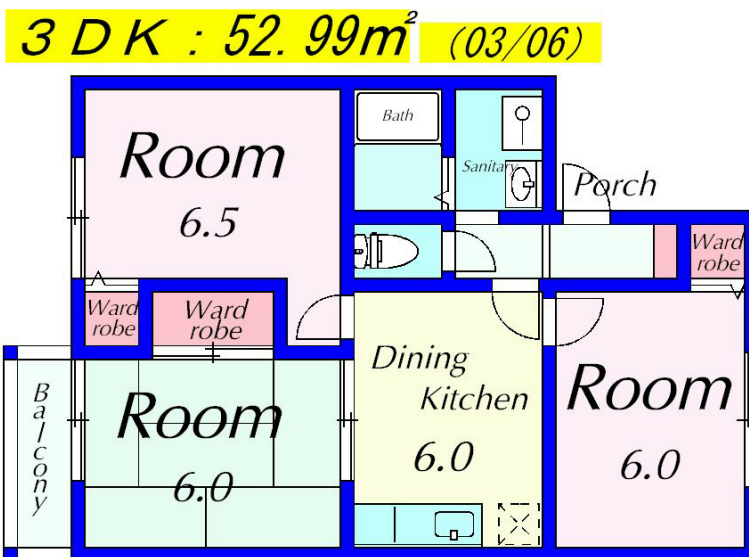 3DK : 52.99m² (03/06)
Room
6.5
Bath
Sanitary
Porch
Ward
robe
Ward
robe
Ward
robe
Balcony
Room
6.0
Dining
Kitchen
6.0
Room
6.0